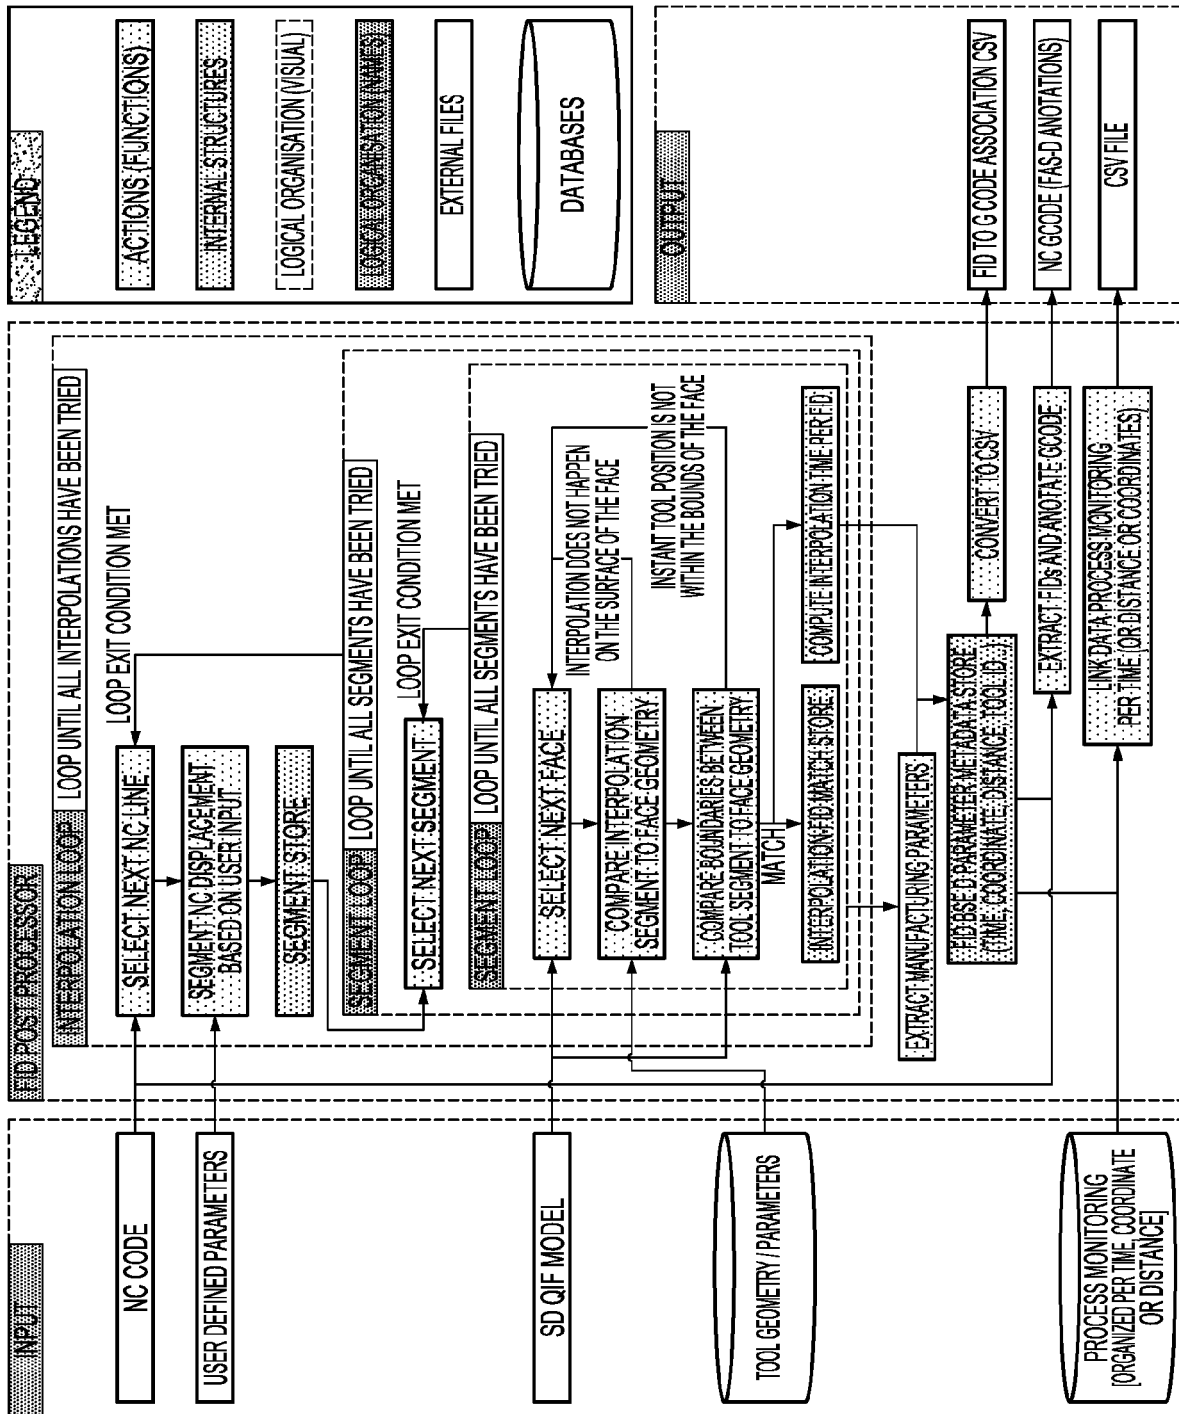 INPUT
NC CODE
USER DEFINED PARAMETERS
SD QIF MODEL
TOOL GEOMETRY / PARAMETERS
PROCESS MONITORING
[ORGANIZED PER TIME, COORDINATE
OR DISTANCE]
FID POST PROCESSOR
INTERPOLATION LOOP
LOOP UNTIL ALL INTERPOLATIONS HAVE BEEN TRIED
LOOP EXIT CONDITION MET
SELECT NEXT NC LINE
SEGMENT NC DISPLACEMENT
BASED ON USER INPUT
SEGMENT STORE
SEGMENT LOOP
LOOP UNTIL ALL SEGMENTS HAVE BEEN TRIED
LOOP EXIT CONDITION MET
SELECT NEXT SEGMENT
SEGMENT LOOP
LOOP UNTIL ALL SEGMENTS HAVE BEEN TRIED
SELECT NEXT FACE
INTERPOLATION DOES NOT HAPPEN
ON THE SURFACE OF THE FACE
COMPARE INTERPOLATION
SEGMENT TO FACE GEOMETRY
INSTANT TOOL POSITION IS NOT
WITHIN THE BOUNDS OF THE FACE
COMPARE BOUNDARIES BETWEEN
TOOL SEGMENT TO FACE GEOMETRY
MATCH
INTERPOLATION-FID MATCH STORE
COMPUTE INTERPOLATION TIME PER FID
EXTRACT MANUFACTURING PARAMETERS
FID BSE D PARAMETER METADATA STORE
(TIME, COORDINATE, DISTANCE, TOOL ID...)
CONVERT TO CSV
EXTRACT FIDs AND ANOTATE GCODE
LINK DATA PROCESS MONITORING
PER TIME (OR DISTANCE OR COORDINATES)
LEGEND
ACTIONS (FUNCTIONS)
INTERNAL STRUCTURES
LOGICAL ORGANISATION (VISUAL)
LOGICAL ORGANISATION (NAMES)
EXTERNAL FILES
DATABASES
OUTPUT
FID TO G CODE ASSOCIATION CSV
NC GCODE (FAS-D ANOTATIONS)
CSV FILE